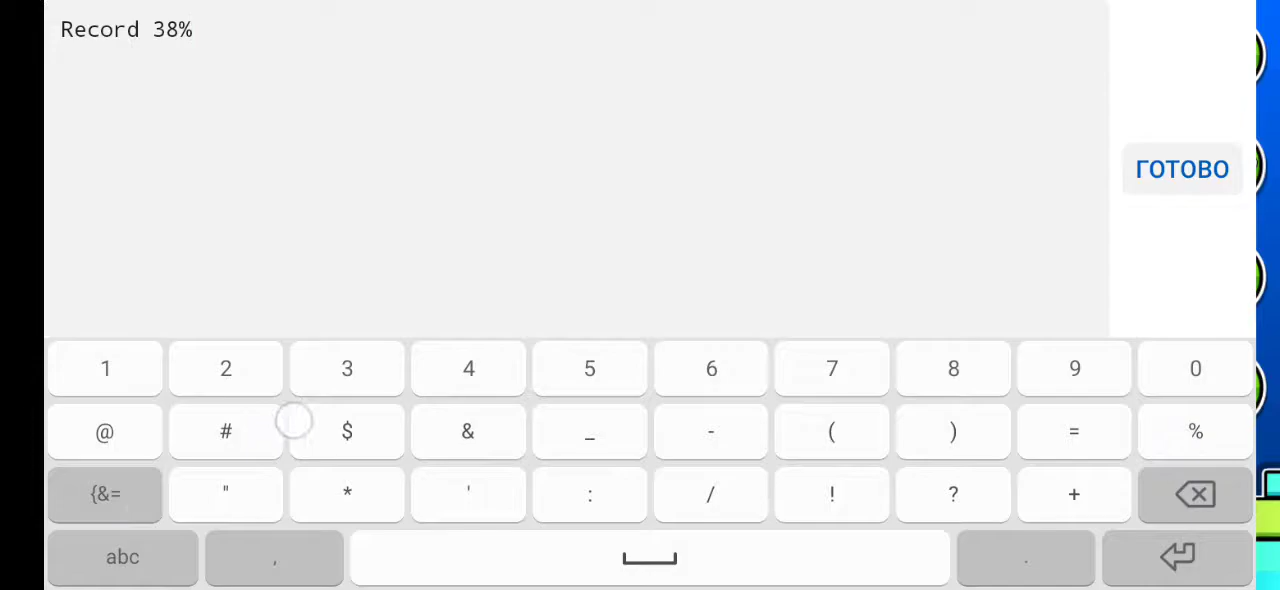 Record 38%
ГОТОВО
1 2 3 4 5 6 7 8 9 0
@ # $ & _ - ( ) = %
{&= " * ' : / ! ? +
abc , .